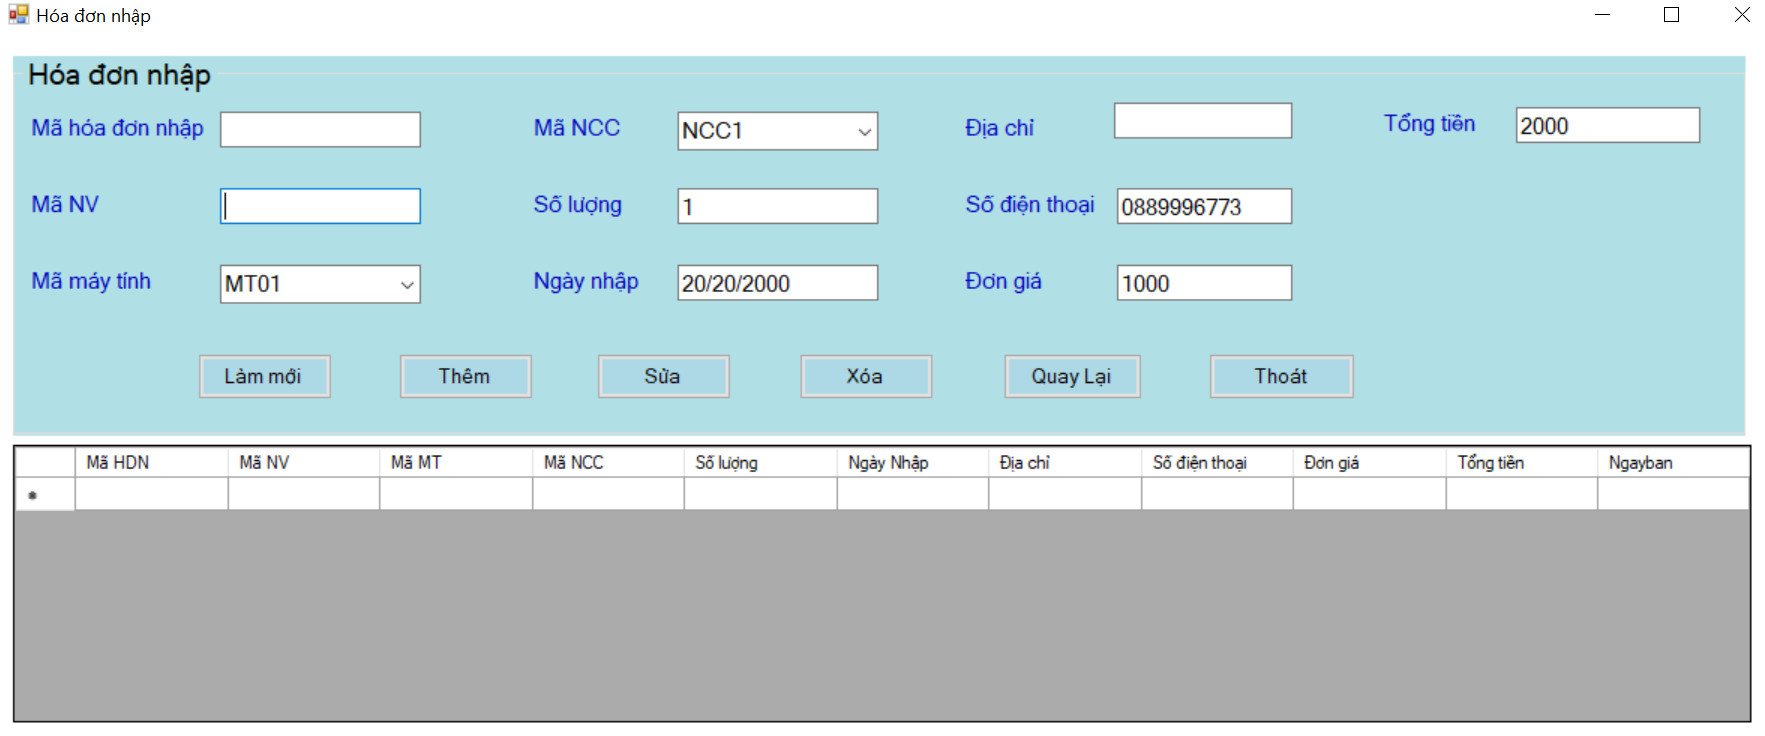 Hóa đơn nhập
Hóa đơn nhập
Mã hóa đơn nhập Mã NCC NCC1 Địa chỉ Tổng tiền 2000
Mã NV Số lượng 1 Số điện thoại 0889996773
Mã máy tính MT01 Ngày nhập 20/20/2000 Đơn giá 1000
Làm mới Thêm Sửa Xóa Quay Lại Thoát
Mã HDN Mã NV Mã MT Mã NCC Số lượng Ngày Nhập Địa chỉ Số điện thoại Đơn giá Tổng tiền Ngayban